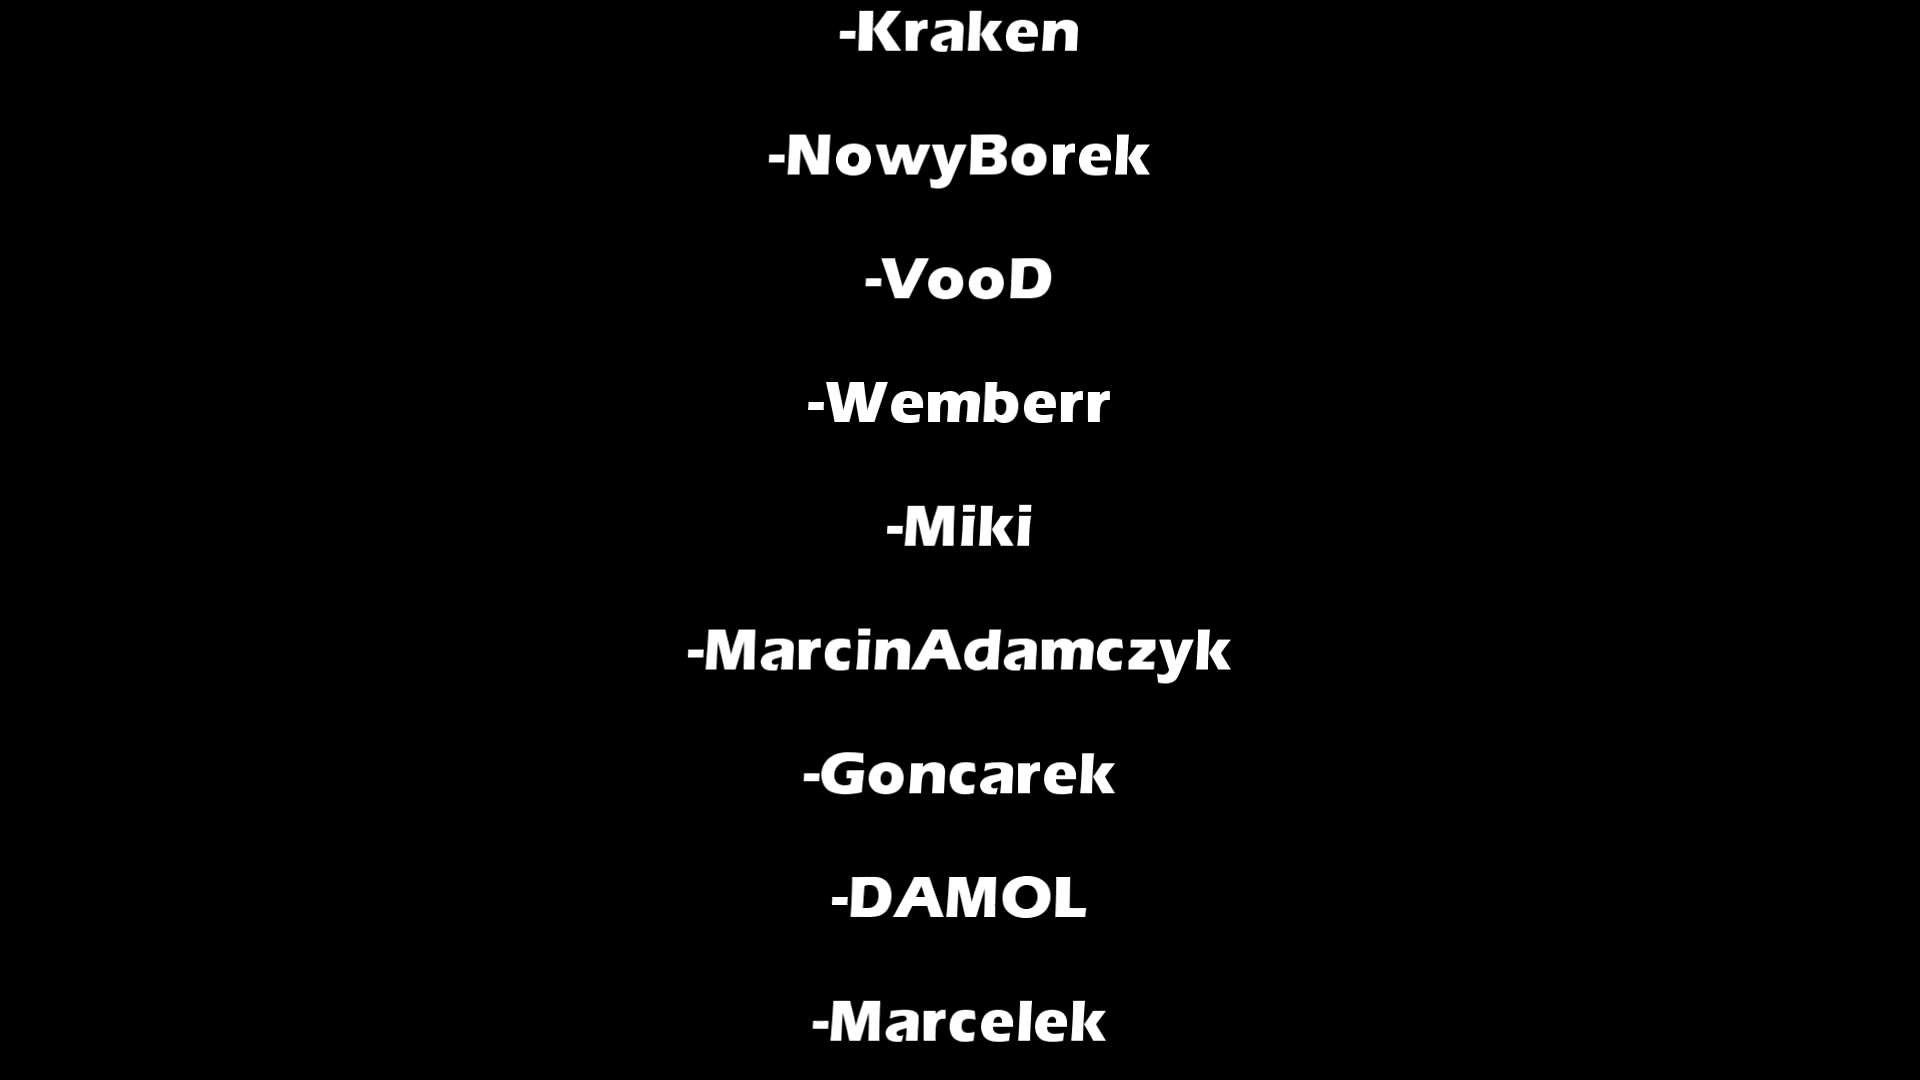 -Kraken
-NowyBorek
-VooD
-Wemberr
-Miki
-MarcinAdamczyk
-Goncarek
-DAMOL
-Marcelek